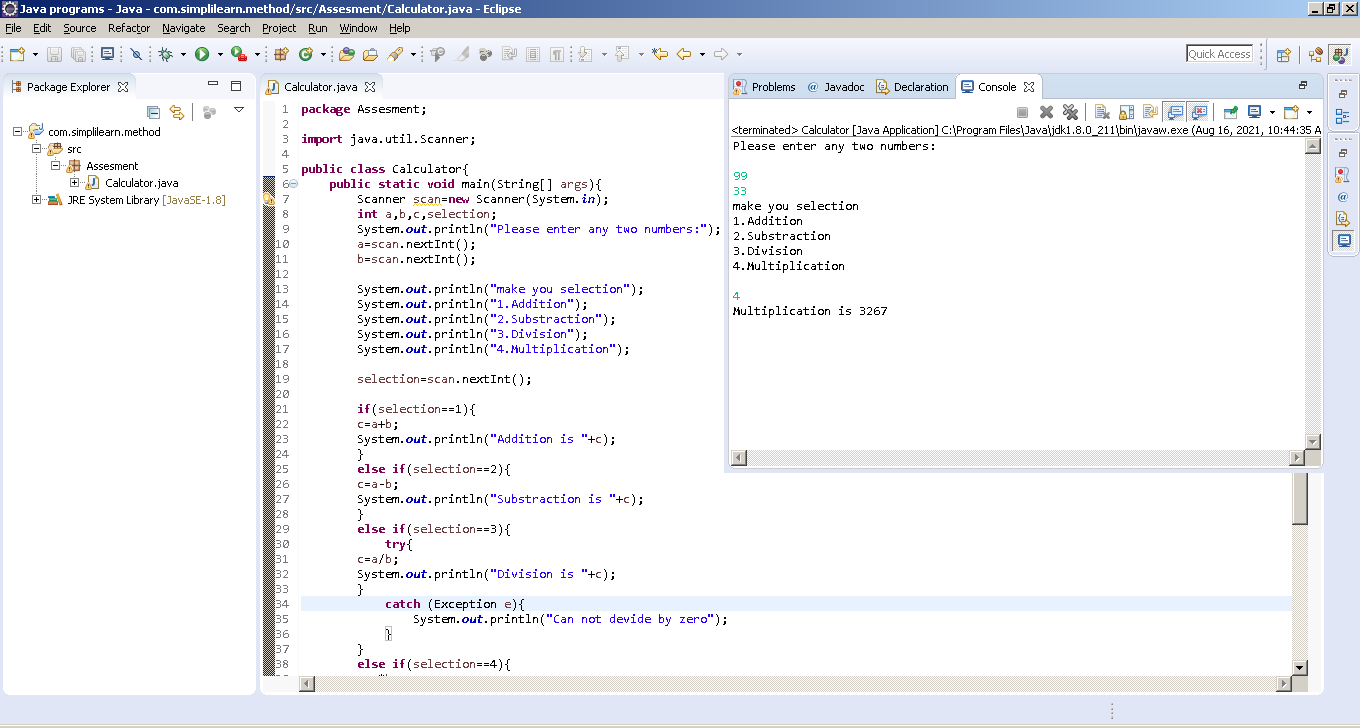 Java programs - Java - com.simplilearn.method/src/Assesment/Calculator.java - Eclipse
File Edit Source Refactor Navigate Search Project Run Window Help
Quick Access
Package Explorer
com.simplilearn.method
src
Assesment
Calculator.java
JRE System Library [JavaSE-1.8]
Calculator.java
1 package Assesment;
2
3 import java.util.Scanner;
4
5 public class Calculator{
6 public static void main(String[] args){
7 Scanner scan=new Scanner(System.in);
8 int a,b,c,selection;
9 System.out.println("Please enter any two numbers:");
10 a=scan.nextInt();
11 b=scan.nextInt();
12
13 System.out.println("make you selection");
14 System.out.println("1.Addition");
15 System.out.println("2.Substraction");
16 System.out.println("3.Division");
17 System.out.println("4.Multiplication");
18
19 selection=scan.nextInt();
20
21 if(selection==1){
22 c=a+b;
23 System.out.println("Addition is "+c);
24 }
25 else if(selection==2){
26 c=a-b;
27 System.out.println("Substraction is "+c);
28 }
29 else if(selection==3){
30 try{
31 c=a/b;
32 System.out.println("Division is "+c);
33 }
34 catch (Exception e){
35 System.out.println("Can not devide by zero");
36 }
37 }
38 else if(selection==4){
Problems Javadoc Declaration Console
<terminated> Calculator [Java Application] C:\Program Files\Java\jdk1.8.0_211\bin\javaw.exe (Aug 16, 2021, 10:44:35 A
Please enter any two numbers:
99
33
make you selection
1.Addition
2.Substraction
3.Division
4.Multiplication
4
Multiplication is 3267